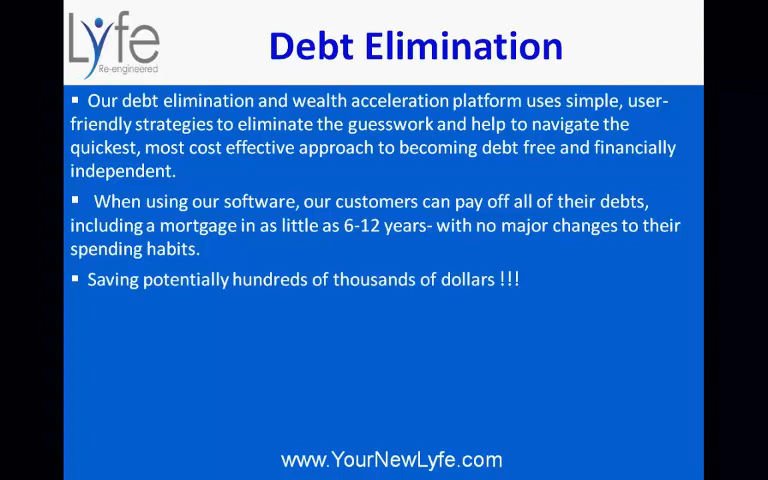 Lyfe
Re-engineered
Debt Elimination
▪ Our debt elimination and wealth acceleration platform uses simple, user-
friendly strategies to eliminate the guesswork and help to navigate the
quickest, most cost effective approach to becoming debt free and financially
independent.
▪ When using our software, our customers can pay off all of their debts,
including a mortgage in as little as 6-12 years- with no major changes to their
spending habits.
▪ Saving potentially hundreds of thousands of dollars !!!
www.YourNewLyfe.com